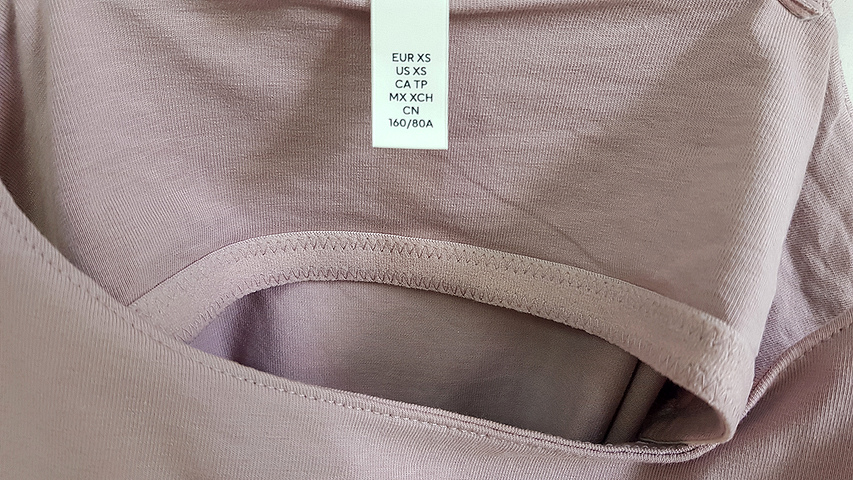 EUR XS
US XS
CA TP
MX XCH
CN
160/80A